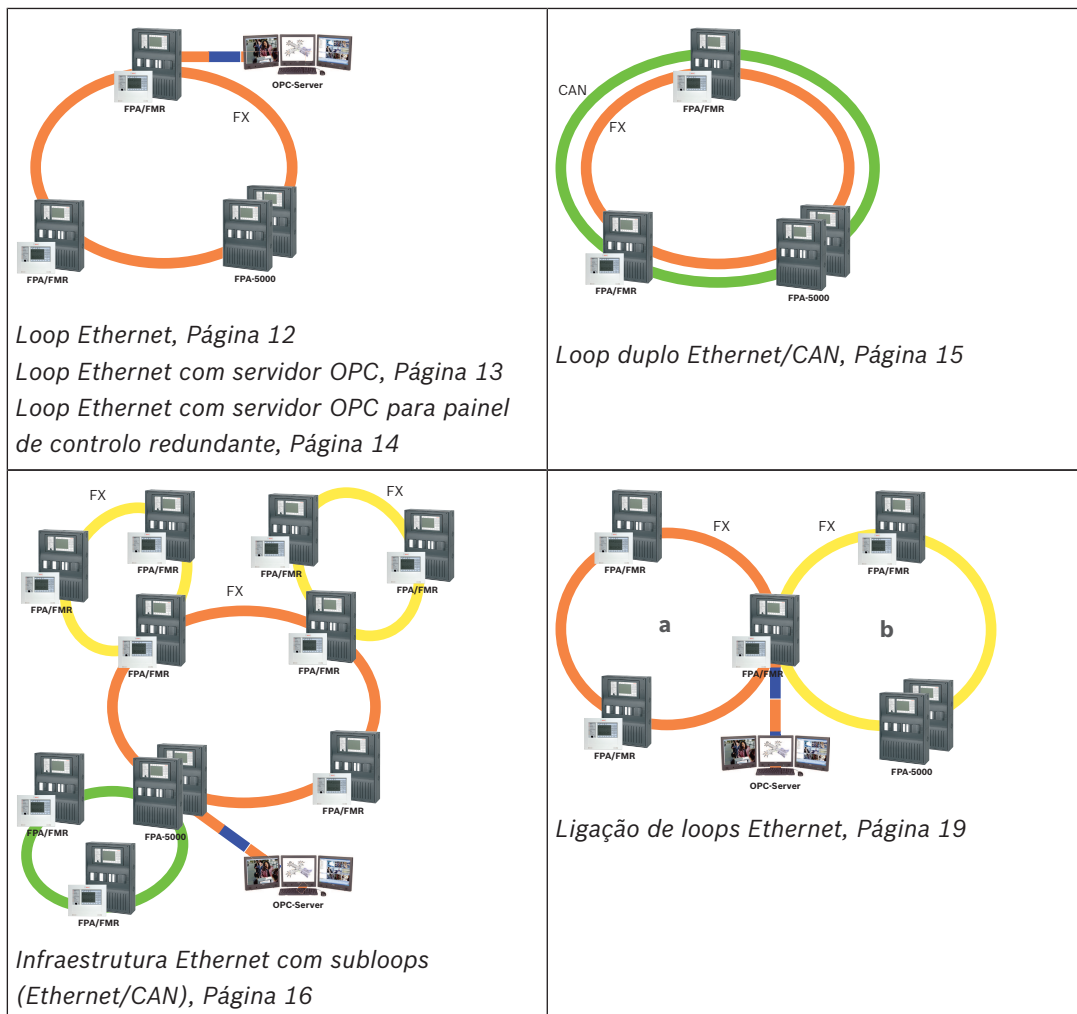 OPC-Server
FPA/FMR
FX
FPA/FMR
FPA-5000
Loop Ethernet, Página 12
Loop Ethernet com servidor OPC, Página 13
Loop Ethernet com servidor OPC para painel
de controlo redundante, Página 14
CAN
FX
FPA/FMR
FPA/FMR
FPA-5000
Loop duplo Ethernet/CAN, Página 15
FX
FX
FPA/FMR
FPA/FMR
FPA/FMR
FPA/FMR
FX
FPA/FMR
FPA/FMR
FPA/FMR
FPA/FMR
FPA-5000
OPC-Server
FPA/FMR
Infraestrutura Ethernet com subloops
(Ethernet/CAN), Página 16
FX
FX
FPA/FMR
FPA/FMR
a
b
FPA/FMR
FPA/FMR
FPA-5000
OPC-Server
Ligação de loops Ethernet, Página 19